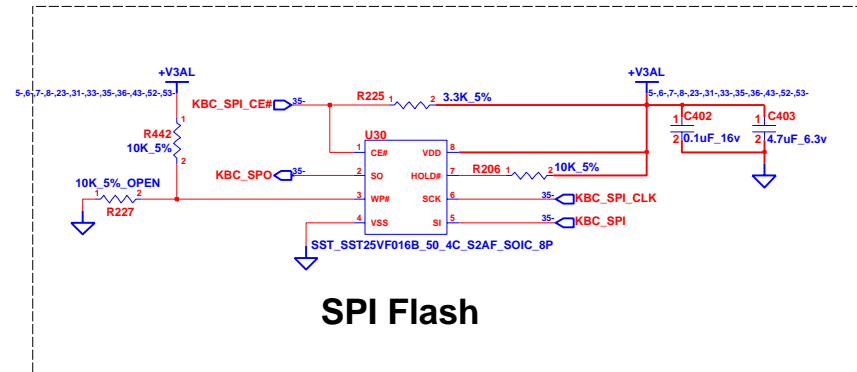 +V3AL
+V3AL
5-,6-,7-,8-,23-,31-,33-,35-,36-,43-,52-,53-
5-,6-,7-,8-,23-,31-,33-,35-,36-,43-,52-,53-
KBC_SPI_CE# 35-
R225 1 2 3.3K_5%
1 R442
10K_5%
2
U30
1 C402
2 0.1uF_16v
1 C403
2 4.7uF_6.3v
1 CE# VDD 8
KBC_SPO 35- 2 SO HOLD# 7 R206 1 2 10K_5%
10K_5%_OPEN
1 2
R227
3 WP# SCK 6 35- KBC_SPI_CLK
4 VSS SI 5 35- KBC_SPI
SST_SST25VF016B_50_4C_S2AF_SOIC_8P
SPI Flash